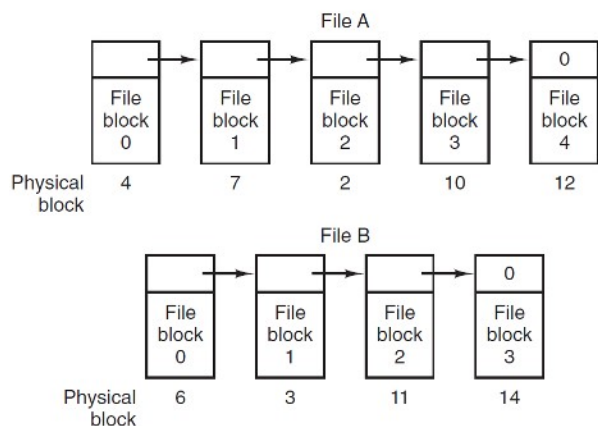 File A
0
File File File File File
block block block block block
0 1 2 3 4
Physical 4 7 2 10 12
block
File B
0
File File File File
block block block block
0 1 2 3
Physical 6 3 11 14
block